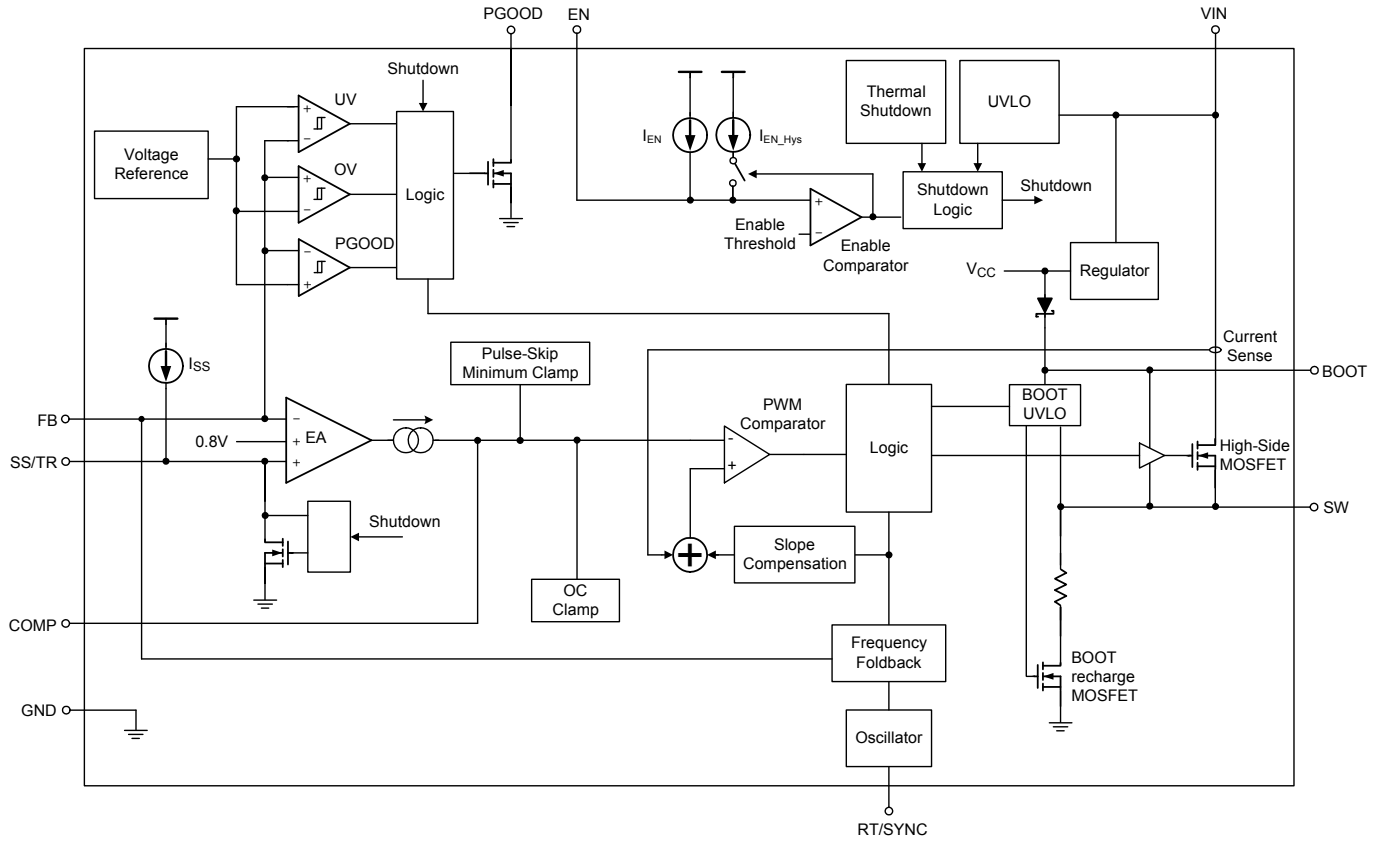 PGOOD
EN
VIN
Shutdown
UV
Voltage
Reference
OV
Logic
PGOOD
IEN
IEN_Hys
Thermal
Shutdown
UVLO
Shutdown
Logic
Shutdown
Enable
Threshold
Enable
Comparator
VCC
Regulator
ISS
Pulse-Skip
Minimum Clamp
Current
Sense
BOOT
FB
0.8V
EA
SS/TR
PWM
Comparator
Logic
BOOT
UVLO
High-Side
MOSFET
SW
Shutdown
Slope
Compensation
OC
Clamp
COMP
Frequency
Foldback
BOOT
recharge
MOSFET
GND
Oscillator
RT/SYNC